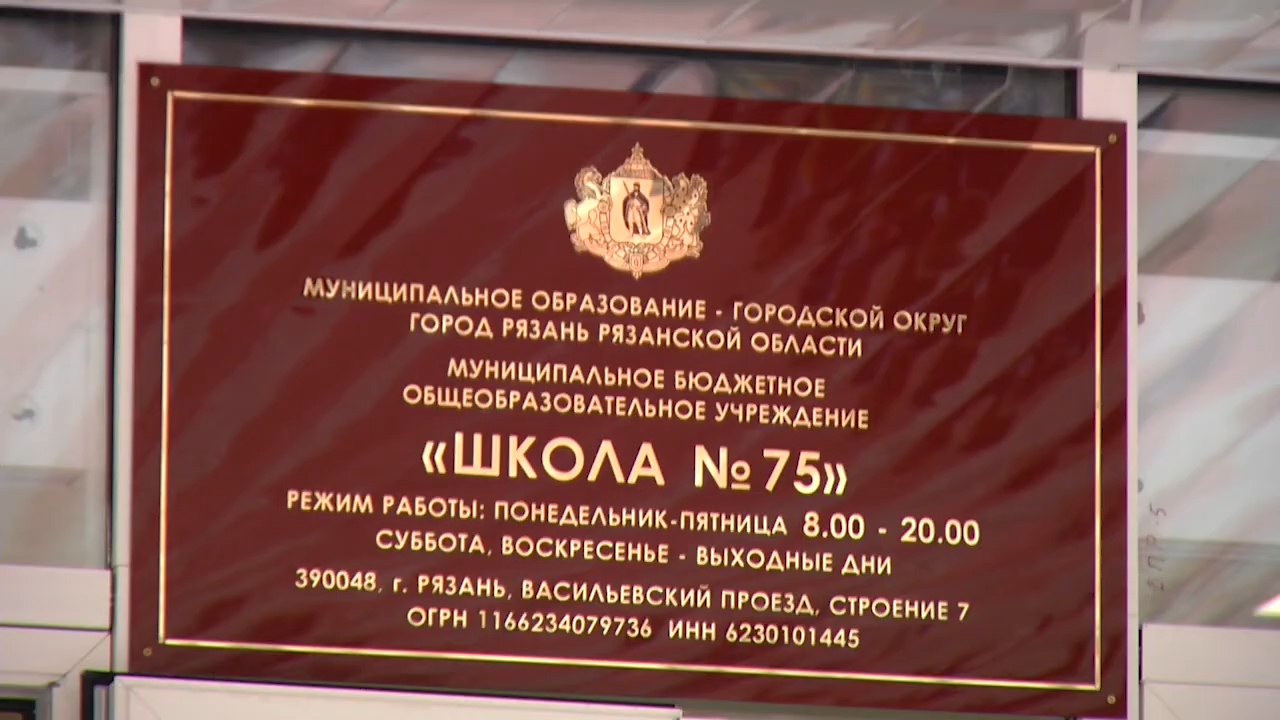 МУНИЦИПАЛЬНОЕ ОБРАЗОВАНИЕ - ГОРОДСКОЙ ОКРУГ
ГОРОД РЯЗАНЬ РЯЗАНСКОЙ ОБЛАСТИ
МУНИЦИПАЛЬНОЕ БЮДЖЕТНОЕ
ОБЩЕОБРАЗОВАТЕЛЬНОЕ УЧРЕЖДЕНИЕ
«ШКОЛА №75»
РЕЖИМ РАБОТЫ: ПОНЕДЕЛЬНИК-ПЯТНИЦА 8.00 - 20.00
СУББОТА, ВОСКРЕСЕНЬЕ - ВЫХОДНЫЕ ДНИ
390048, г. РЯЗАНЬ, ВАСИЛЬЕВСКИЙ ПРОЕЗД, СТРОЕНИЕ 7
ОГРН 1166234079736 ИНН 6230101445